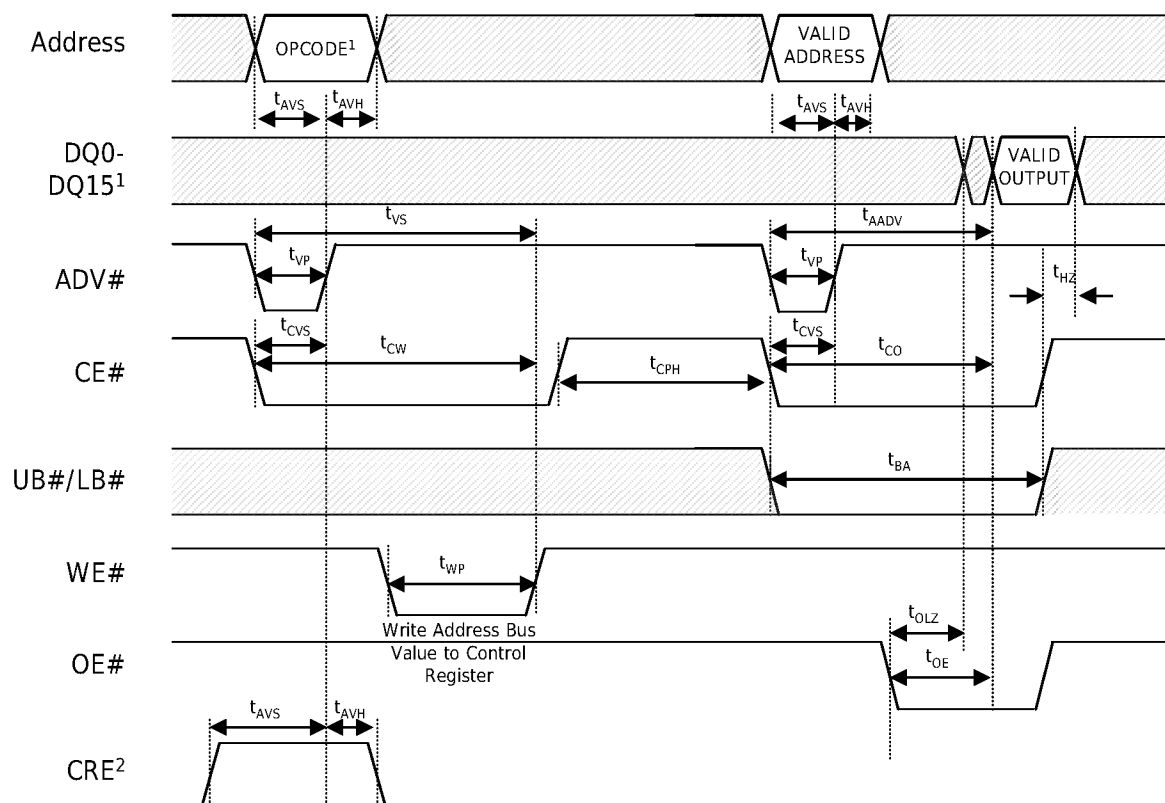 Address
OPCODE1
VALID
ADDRESS
tAVS
tAVH
tAVS
tAVH
DQ0-
DQ151
VALID
OUTPUT
tVS
tAADV
ADV#
tVP
tVP
tHZ
CE#
tCVS
tCW
tCPH
tCVS
tCO
UB#/LB#
tBA
WE#
tWP
Write Address Bus
Value to Control
Register
OE#
tOLZ
tOE
tAVS
tAVH
CRE2